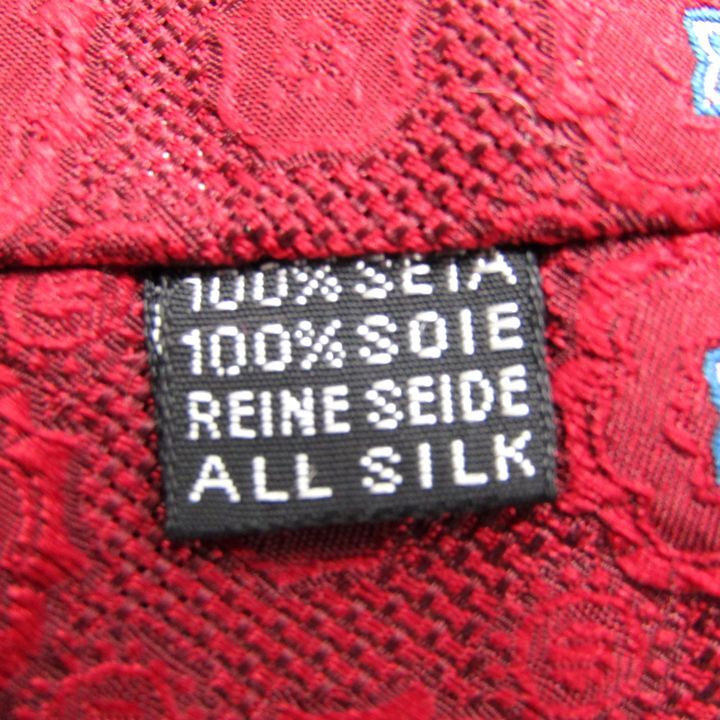 100% SETA
100% SOIE
REINE SEIDE
ALL SILK